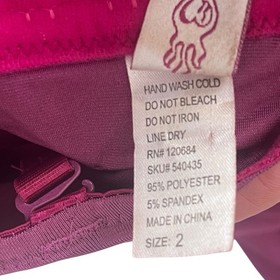 HAND WASH COLD
DO NOT BLEACH
DO NOT IRON
LINE DRY
RN# 120684
SKU# 540435
95% POLYESTER
5% SPANDEX
MADE IN CHINA
SIZE: 2